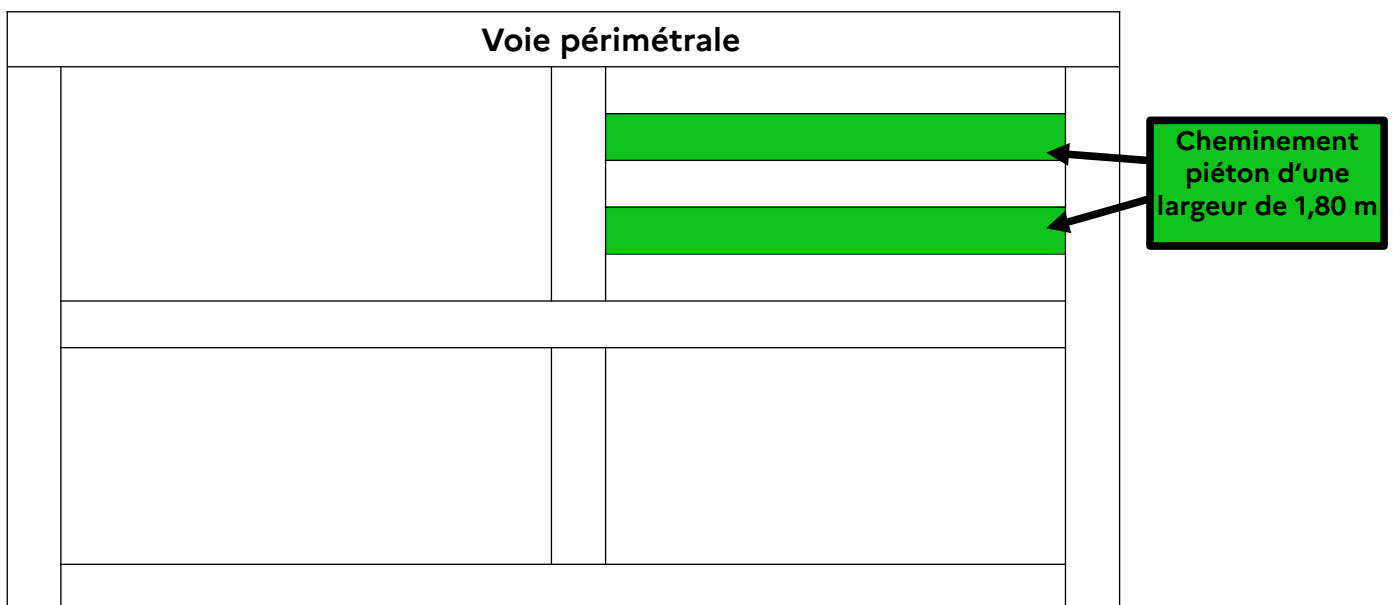 Voie périmétrale
Cheminement
piéton d’une
largeur de 1,80 m